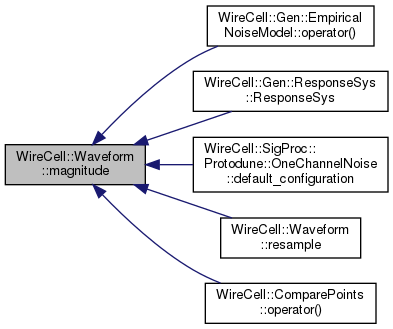 WireCell::Gen::Empirical
NoiseModel::operator()
WireCell::Gen::ResponseSys
::ResponseSys
WireCell::Waveform
::magnitude
WireCell::SigProc::
Protodune::OneChannelNoise
::default_configuration
WireCell::Waveform
::resample
WireCell::ComparePoints
::operator()